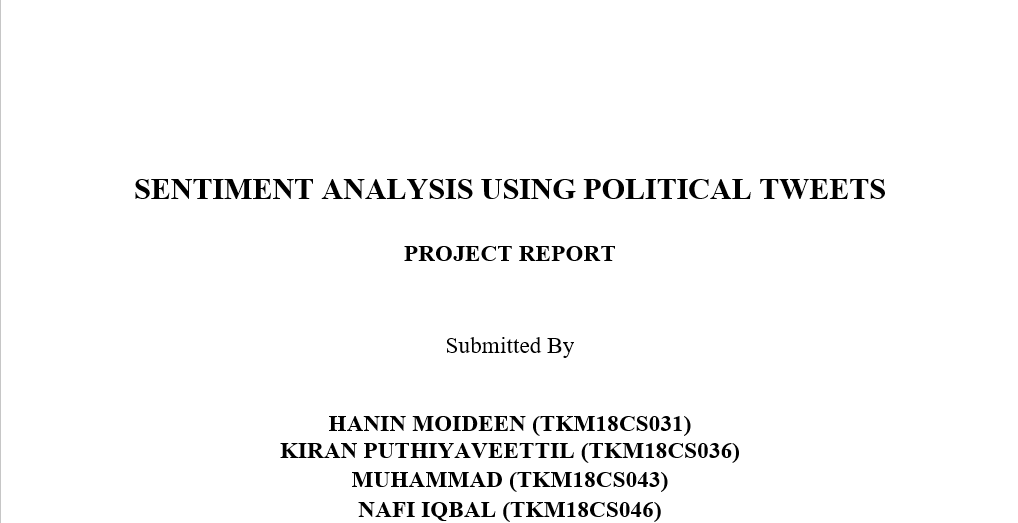 SENTIMENT ANALYSIS USING POLITICAL TWEETS
PROJECT REPORT
Submitted By
HANIN MOIDEEN (TKM18CS031)
KIRAN PUTHIYAVEETTIL (TKM18CS036)
MUHAMMAD (TKM18CS043)
NAFI IQBAL (TKM18CS046)